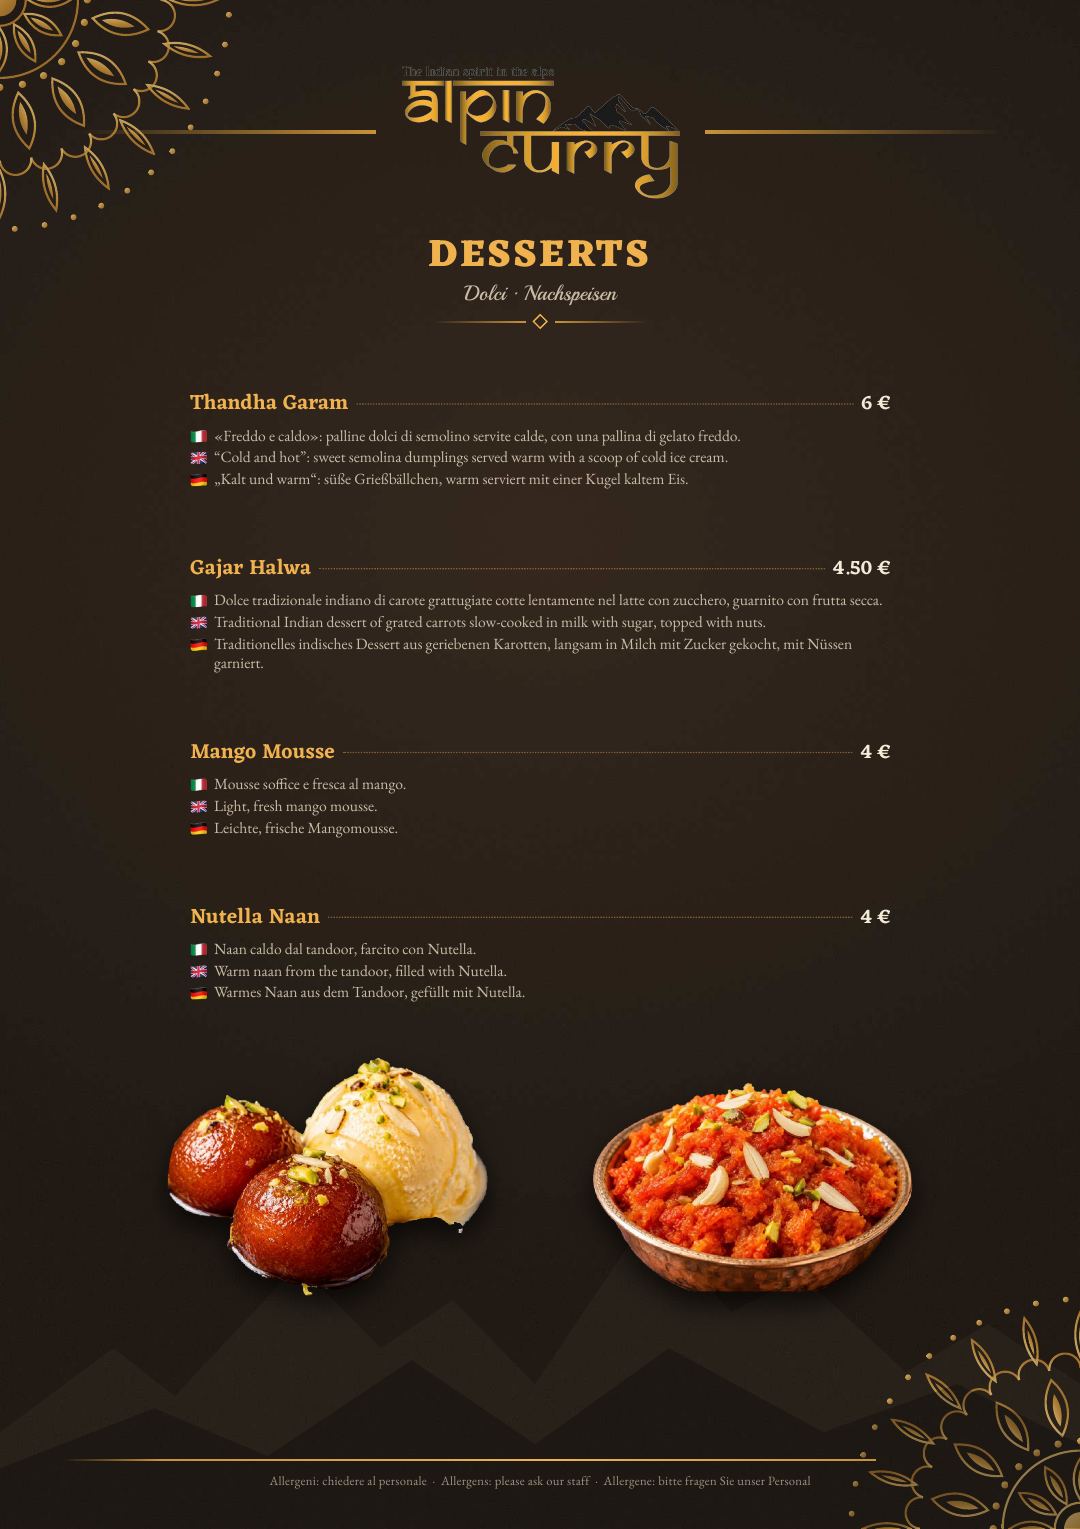 The Indian spirit in the alps
alpin
curry
DESSERTS
Dolci · Nachspeisen
Thandha Garam 6 €
«Freddo e caldo»: palline dolci di semolino servite calde, con una pallina di gelato freddo.
“Cold and hot”: sweet semolina dumplings served warm with a scoop of cold ice cream.
„Kalt und warm“: süße Grießbällchen, warm serviert mit einer Kugel kaltem Eis.
Gajar Halwa 4.50 €
Dolce tradizionale indiano di carote grattugiate cotte lentamente nel latte con zucchero, guarnito con frutta secca.
Traditional Indian dessert of grated carrots slow-cooked in milk with sugar, topped with nuts.
Traditionelles indisches Dessert aus geriebenen Karotten, langsam in Milch mit Zucker gekocht, mit Nüssen
garniert.
Mango Mousse 4 €
Mousse soffice e fresca al mango.
Light, fresh mango mousse.
Leichte, frische Mangomousse.
Nutella Naan 4 €
Naan caldo dal tandoor, farcito con Nutella.
Warm naan from the tandoor, filled with Nutella.
Warmes Naan aus dem Tandoor, gefüllt mit Nutella.
Allergeni: chiedere al personale · Allergens: please ask our staff · Allergene: bitte fragen Sie unser Personal